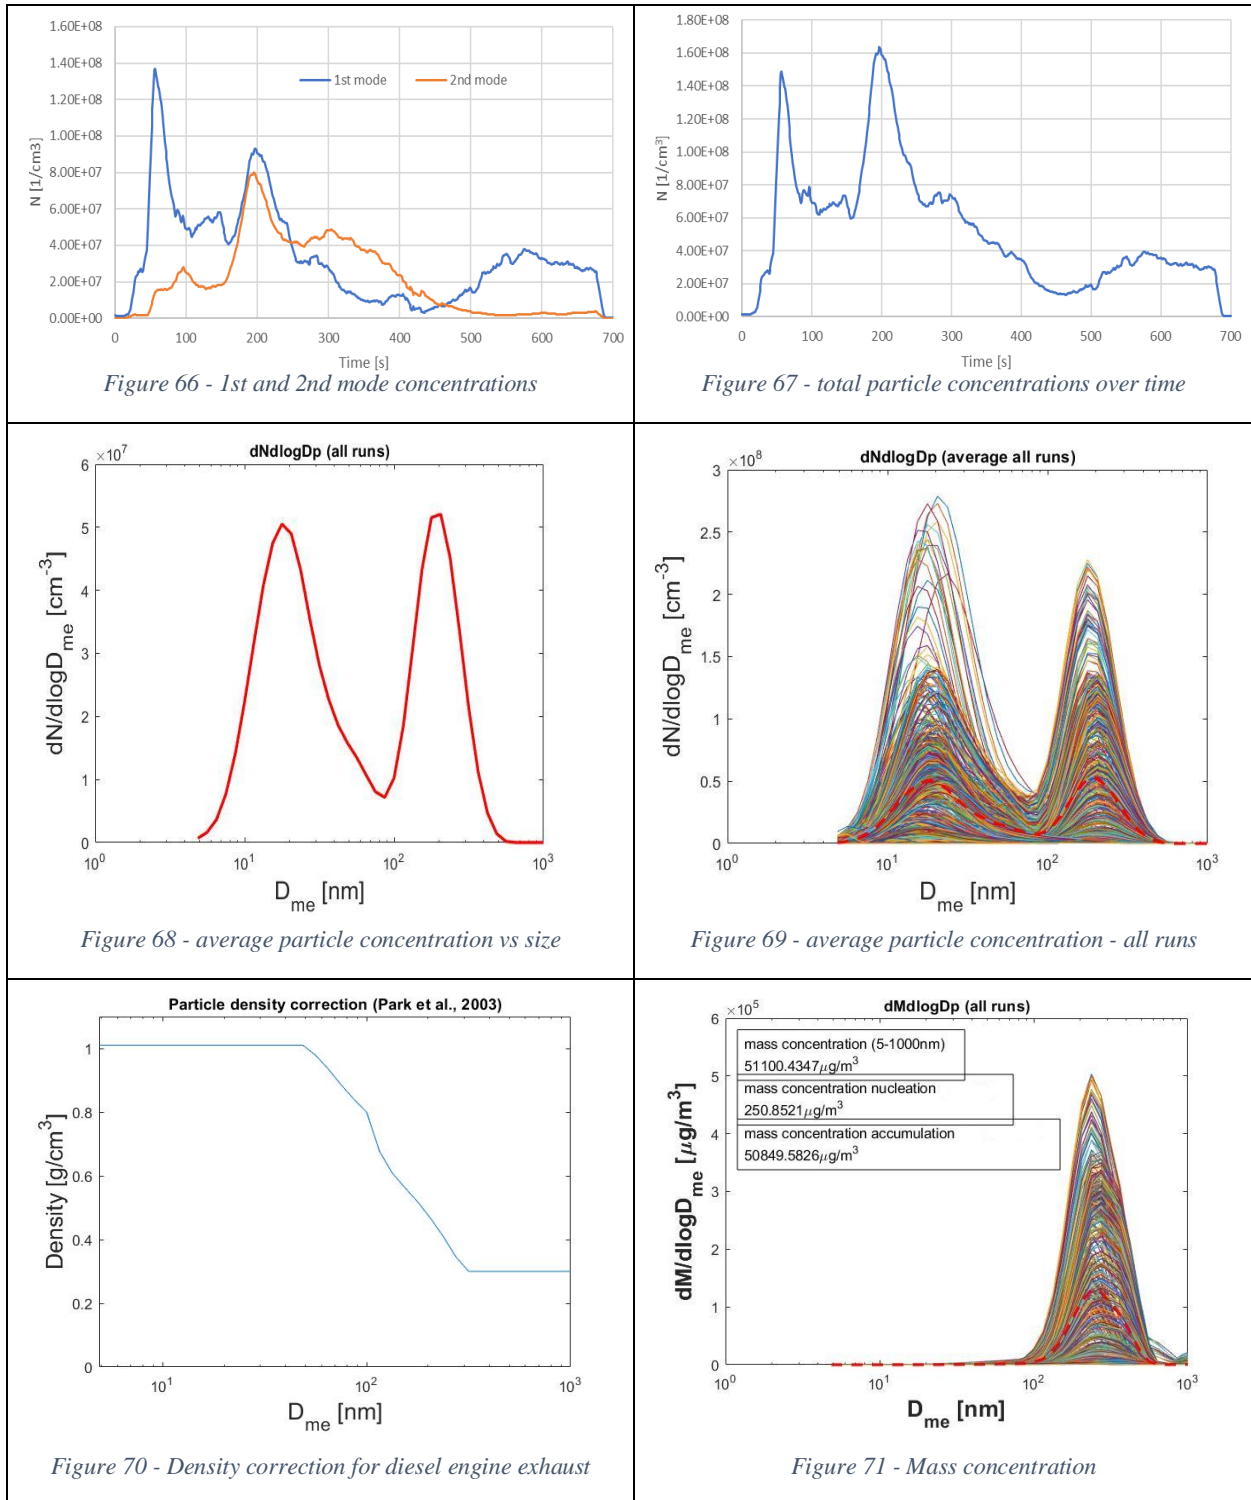 1.60E+08
1.40E+08
1.20E+08
1.00E+08
8.00E+07
6.00E+07
4.00E+07
2.00E+07
0.00E+00
N [1/cm3]
1st mode 2nd mode
0 100 200 300 400 500 600 700
Time [s]
Figure 66 - 1st and 2nd mode concentrations
1.80E+08
1.60E+08
1.40E+08
1.20E+08
1.00E+08
8.00E+07
6.00E+07
4.00E+07
2.00E+07
0.00E+00
N [1/cm³]
0 100 200 300 400 500 600 700
Time [s]
Figure 67 - total particle concentrations over time
dNdlogDp (all runs)
×10⁷
6
5
4
3
2
1
0
dN/dlogD_me [cm⁻³]
10⁰ 10¹ 10² 10³
D_me [nm]
Figure 68 - average particle concentration vs size
dNdlogDp (average all runs)
×10⁸
3
2.5
2
1.5
1
0.5
0
dN/dlogD_me [cm⁻³]
10⁰ 10¹ 10² 10³
D_me [nm]
Figure 69 - average particle concentration - all runs
Particle density correction (Park et al., 2003)
1
0.8
0.6
0.4
0.2
0
Density [g/cm³]
10¹ 10² 10³
D_me [nm]
Figure 70 - Density correction for diesel engine exhaust
dMdlogDp (all runs)
×10⁵
6
5
4
3
2
1
0
dM/dlogD_me [μg/m³]
mass concentration (5-1000nm)
51100.4347μg/m³
mass concentration nucleation
250.8521μg/m³
mass concentration accumulation
50849.5826μg/m³
10⁰ 10¹ 10² 10³
D_me [nm]
Figure 71 - Mass concentration